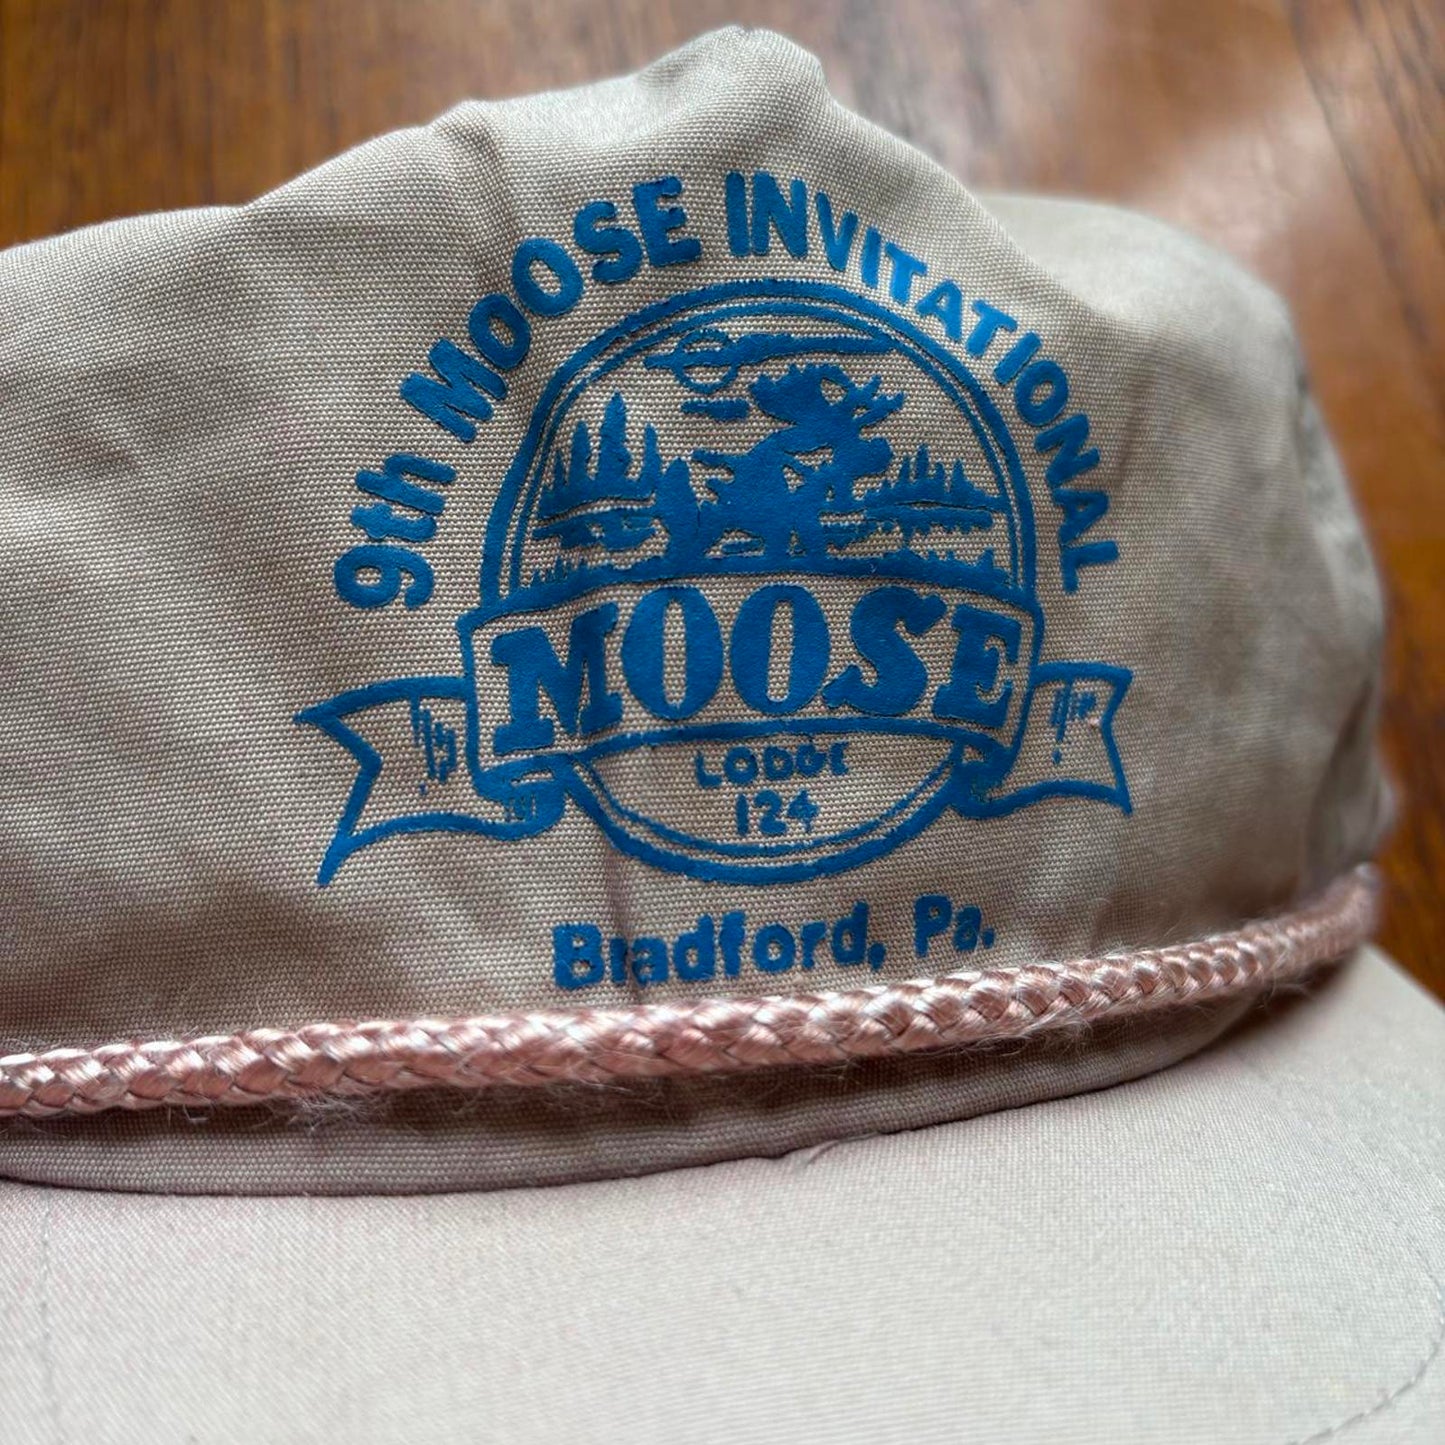 9th MOOSE INVITATIONAL
MOOSE
LODGE
124
Bradford, Pa.